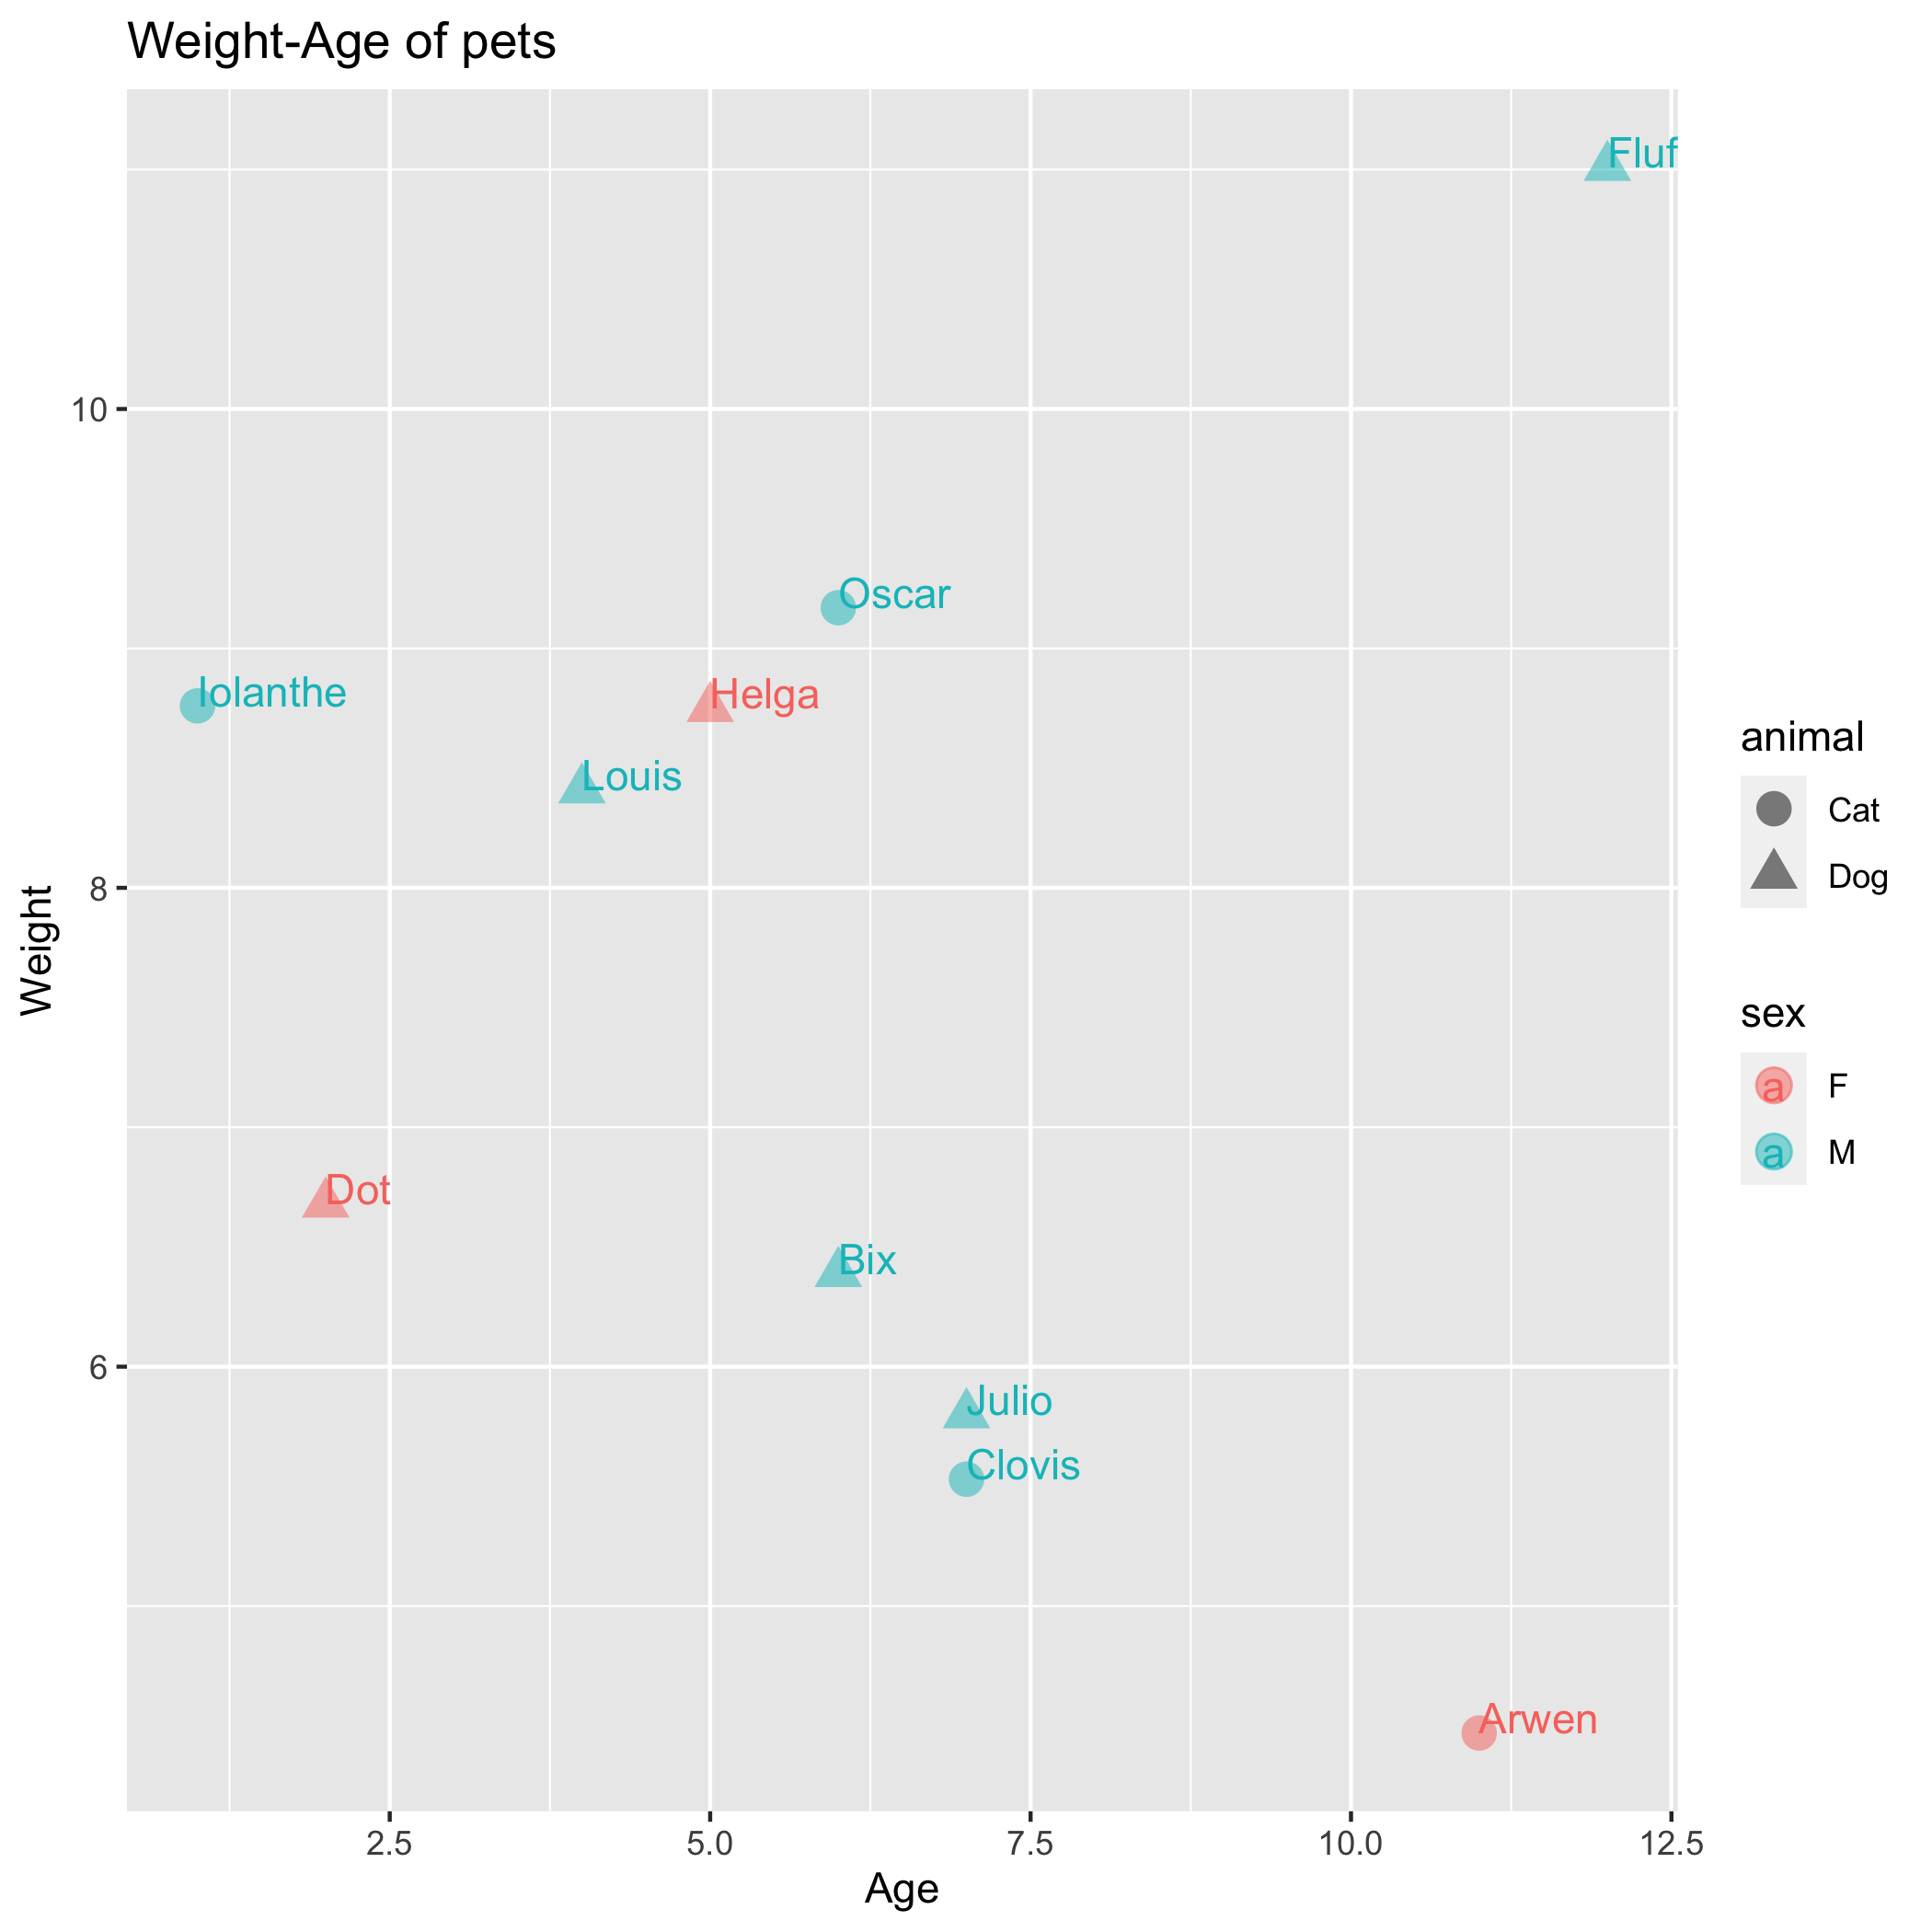 Weight-Age of pets
Fluf
Oscar
Iolanthe
Helga
Louis
Dot
Bix
Julio
Clovis
Arwen
10
8
6
Weight
2.5 5.0 7.5 10.0 12.5
Age
animal
Cat
Dog
sex
a F
a M